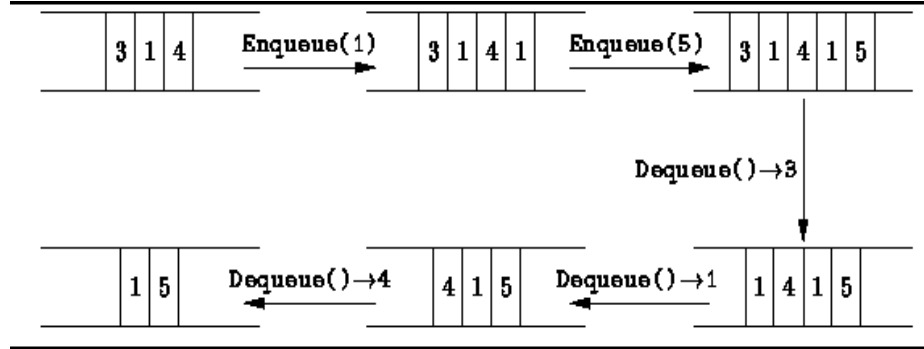 3 1 4 Enqueue(1) 3 1 4 1 Enqueue(5) 3 1 4 1 5
Dequeue()→3
1 5 Dequeue()→4 4 1 5 Dequeue()→1 1 4 1 5